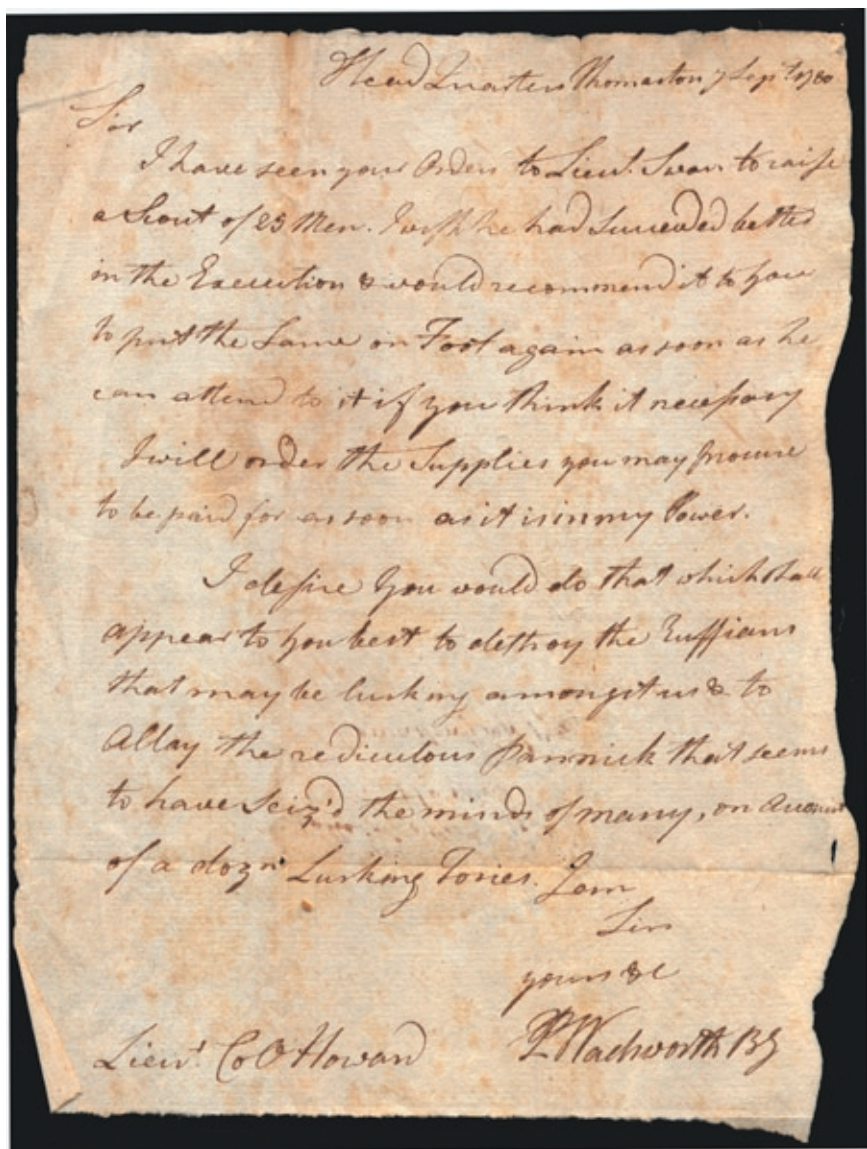 Head Quarters Thomaston 7 Sept 1780
Sir
I have seen your Orders to Lieut. Swan to raise
a Scout of 25 Men. I wish he had Succeeded better
in the Execution & would recommend it to you
to put the Same on Foot again as soon as he
can attend to it if you think it necessary
I will order the Supplies you may procure
to be paid for as soon as it is in my Power.
I desire you would do that which shall
appear to you best to destroy the Ruffians
that may be lurking amongst us & to
Allay the rediculous pannick that seems
to have Seiz'd the minds of many, on Account
of a dozn Lurking Tories. I am
Sir
yours &c
P Wadworth BG
Lieut Col Howard